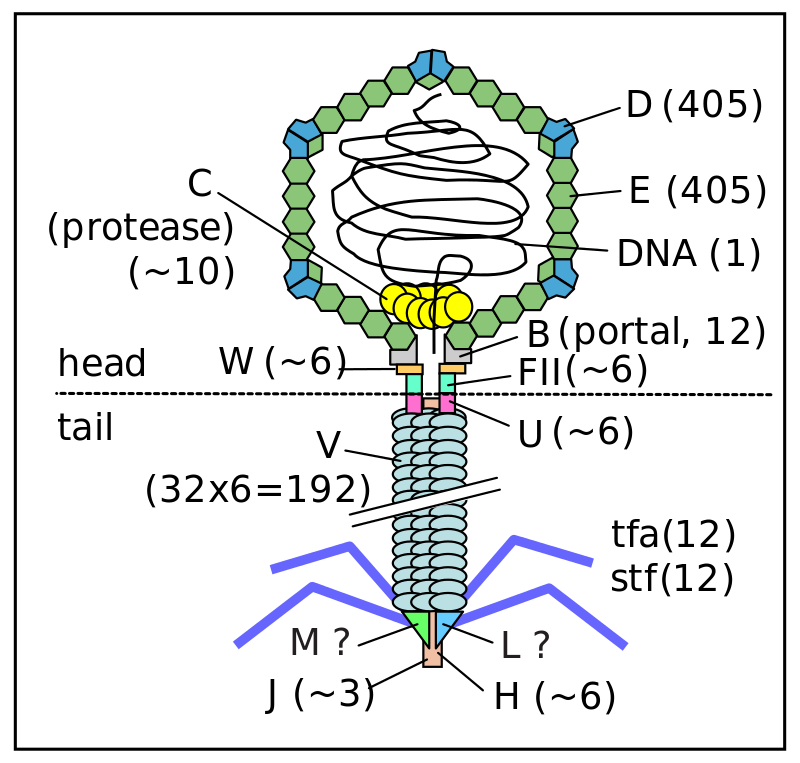 D (405)
C
(protease)
(~10)
E (405)
DNA (1)
B (portal, 12)
head
W (~6)
FII(~6)
tail
U (~6)
V
(32x6=192)
tfa(12)
stf(12)
M ?
L ?
J (~3)
H (~6)